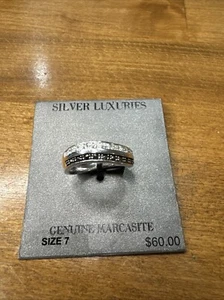 SILVER LUXURIES
GENUINE MARCASITE
SIZE 7 $60.00